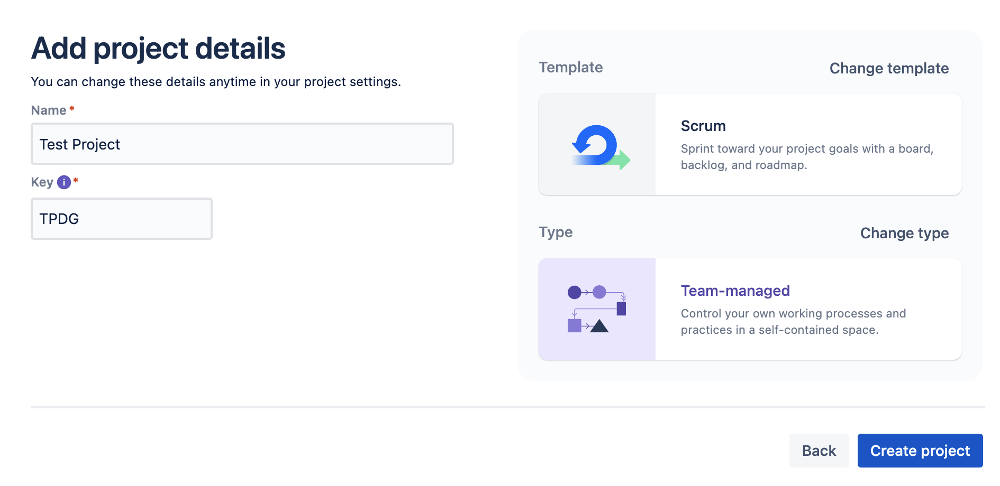 Add project details
You can change these details anytime in your project settings.
Name *
Test Project
Key i *
TPDG
Template
Change template
Scrum
Sprint toward your project goals with a board,
backlog, and roadmap.
Type
Change type
Team-managed
Control your own working processes and
practices in a self-contained space.
Back
Create project